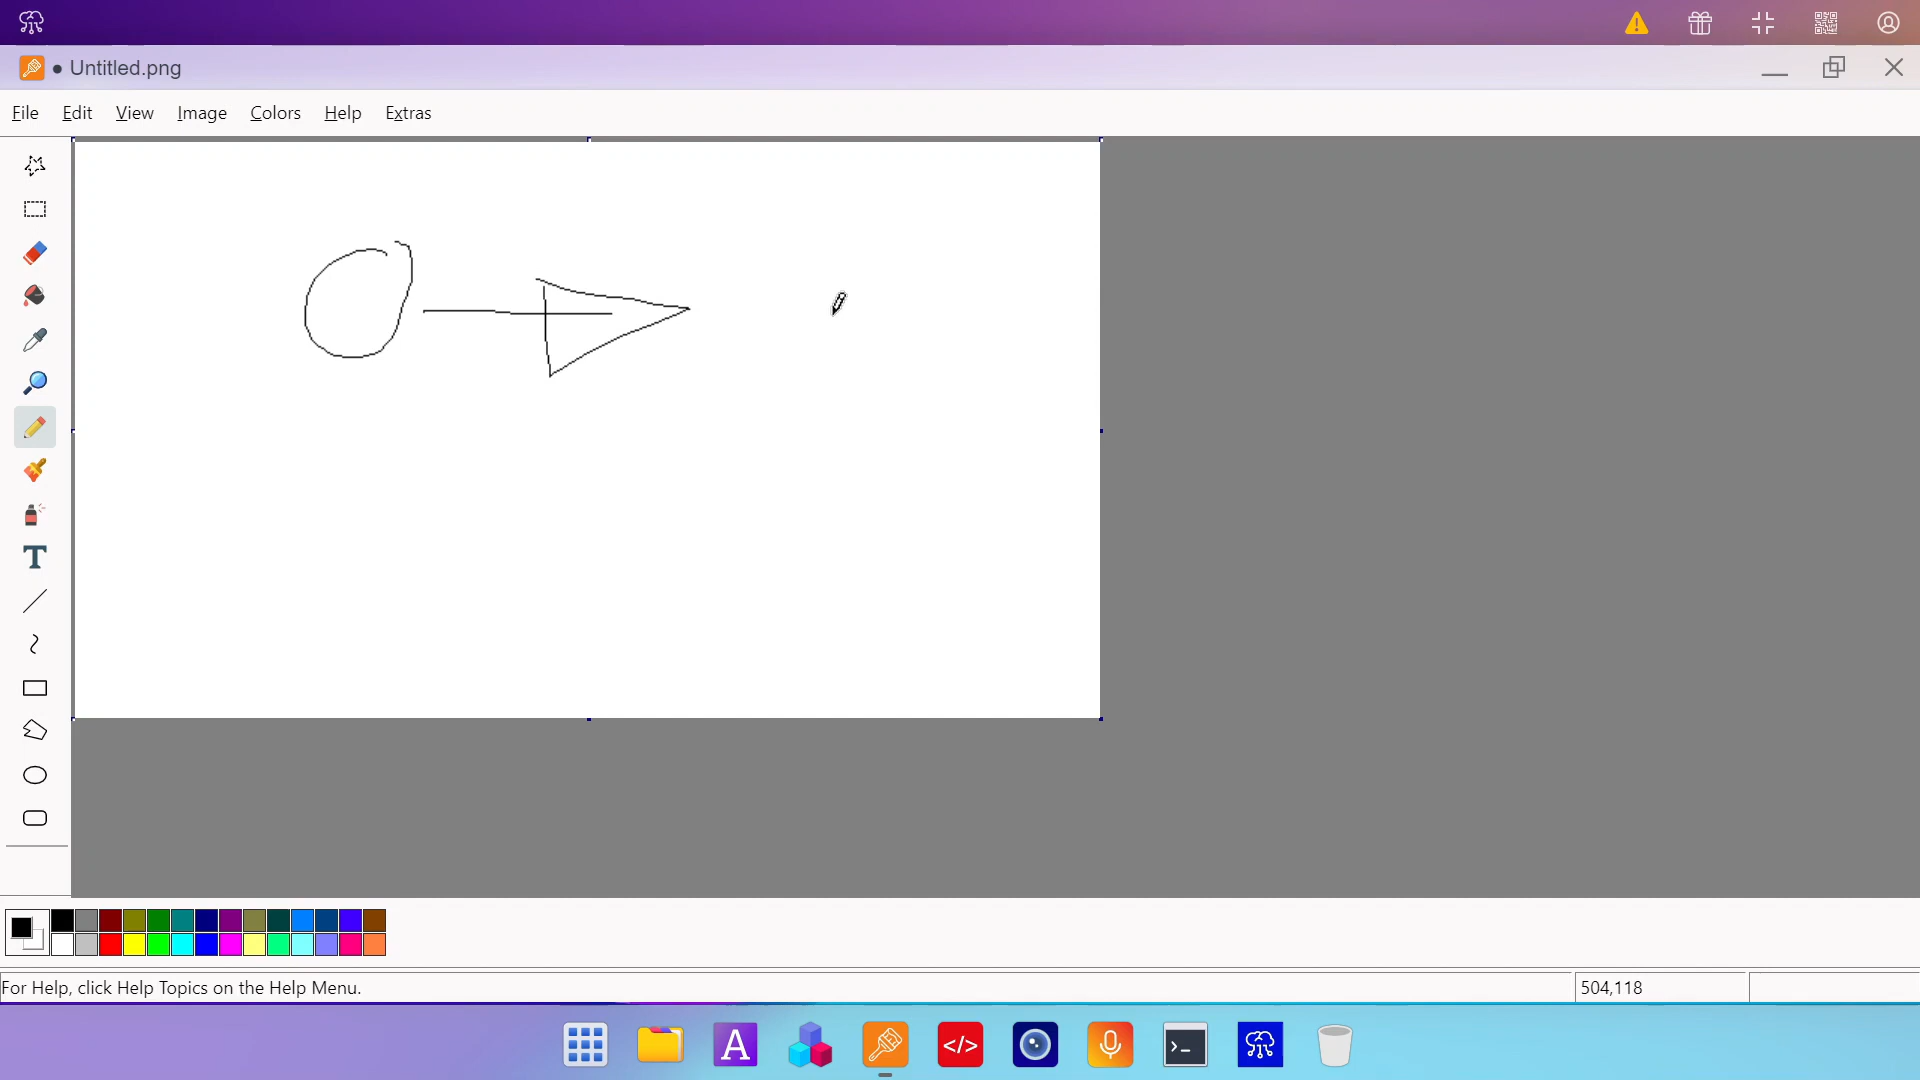 Untitled.png
File Edit View Image Colors Help Extras
T
For Help, click Help Topics on the Help Menu.
504,118
A
</>
>_